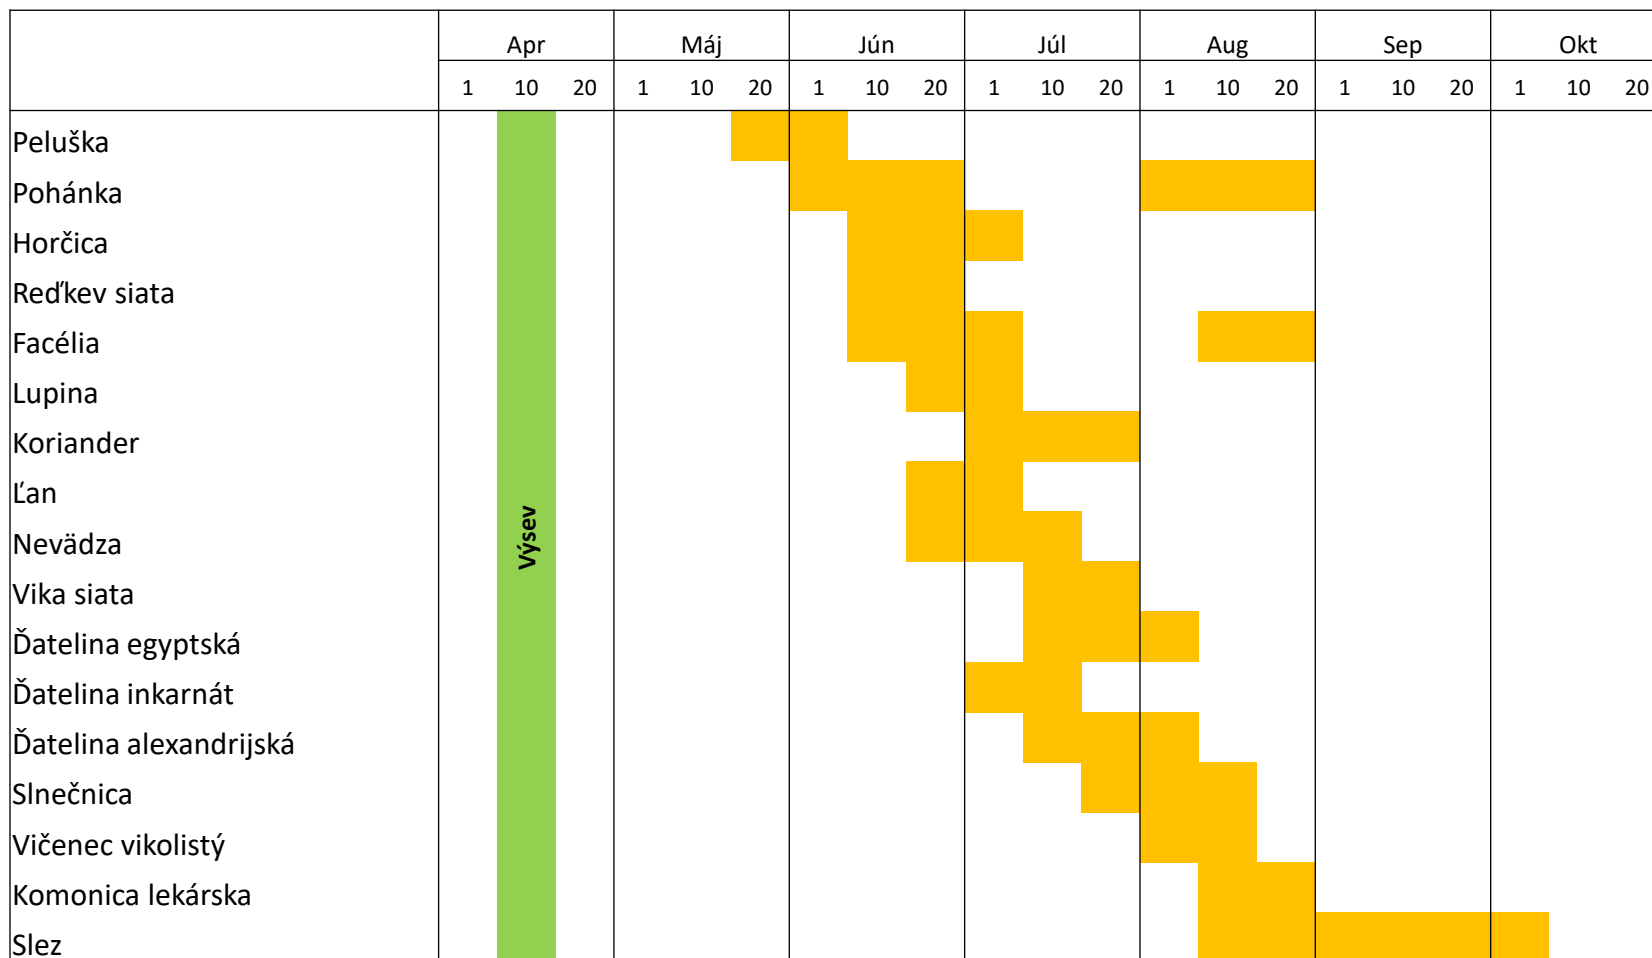 Apr Máj Jún Júl Aug Sep Okt
1 10 20 1 10 20 1 10 20 1 10 20 1 10 20 1 10 20 1 10 20
Peluška
Pohánka
Horčica
Reďkev siata
Facélia
Lupina
Koriander
Ľan
Nevädza
Vika siata
Ďatelina egyptská
Ďatelina inkarnát
Ďatelina alexandrijská
Slnečnica
Vičenec vikolistý
Komonica lekárska
Slez
Výsev